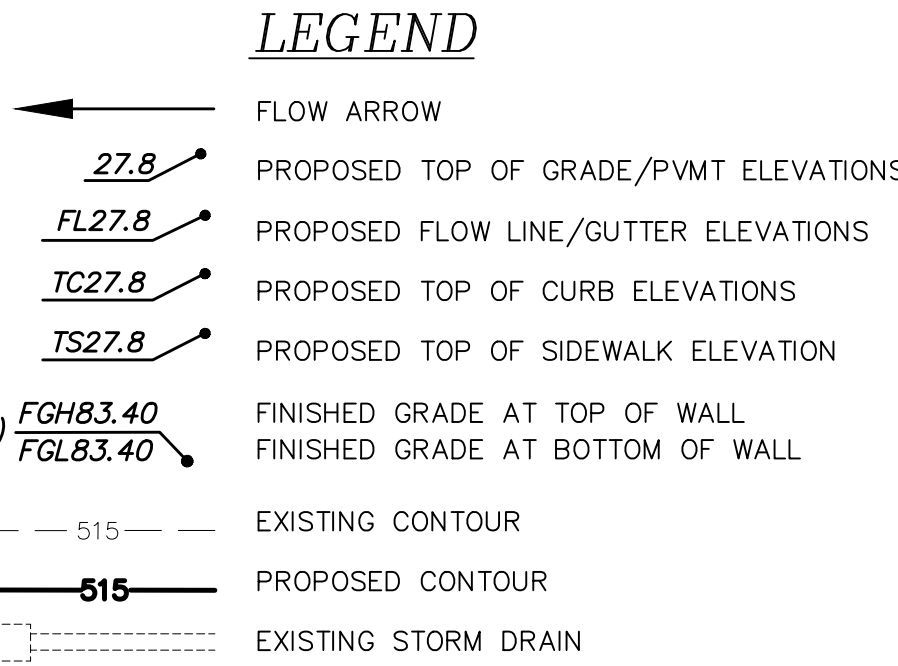 LEGEND
FLOW ARROW
27.8 PROPOSED TOP OF GRADE/PVMT ELEVATIONS
FL27.8 PROPOSED FLOW LINE/GUTTER ELEVATIONS
TC27.8 PROPOSED TOP OF CURB ELEVATIONS
TS27.8 PROPOSED TOP OF SIDEWALK ELEVATION
) FGH83.40 FINISHED GRADE AT TOP OF WALL
FGL83.40 FINISHED GRADE AT BOTTOM OF WALL
515 EXISTING CONTOUR
515 PROPOSED CONTOUR
EXISTING STORM DRAIN